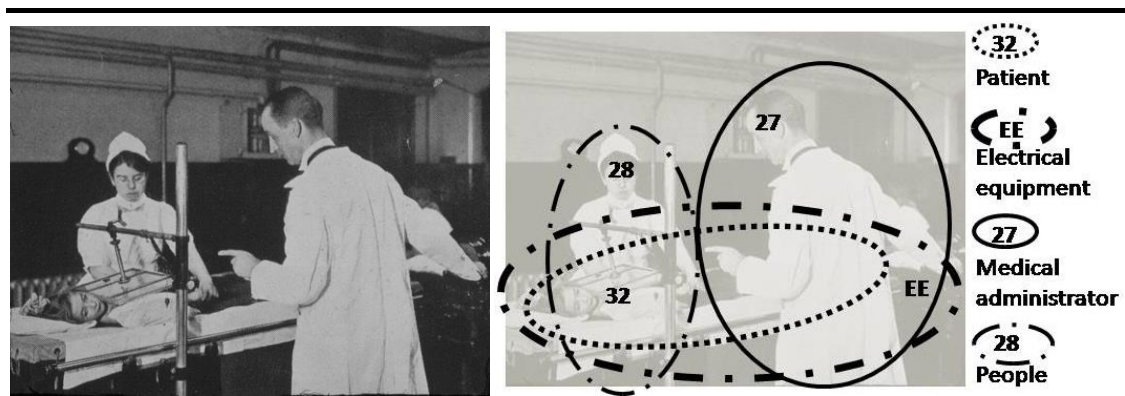 27
28
32
EE
32
Patient
EE
Electrical
equipment
27
Medical
administrator
28
People